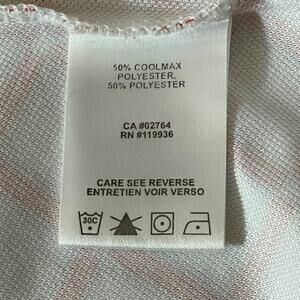 50% COOLMAX
POLYESTER,
50% POLYESTER
CA #02764
RN #119936
CARE SEE REVERSE
ENTRETIEN VOIR VERSO
30C